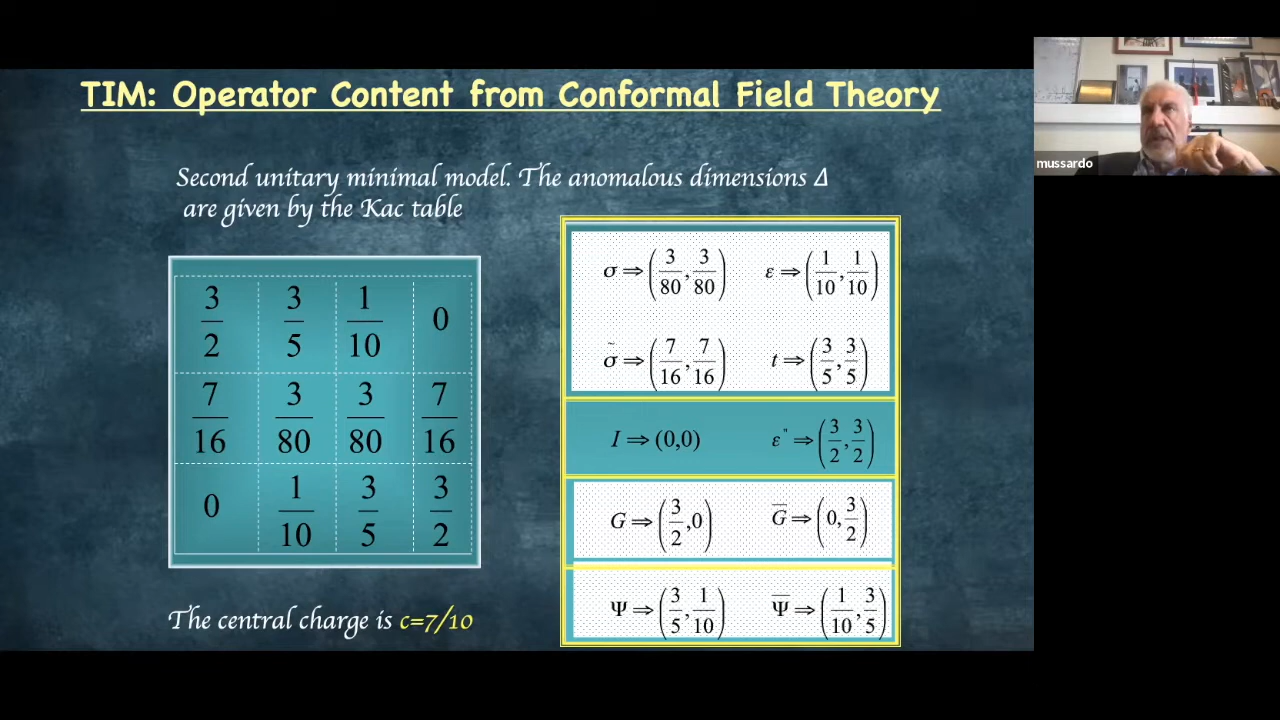 TIM: Operator Content from Conformal Field Theory
mussardo
Second unitary minimal model. The anomalous dimensions Δ
are given by the Kac table
3/2 3/5 1/10 0
7/16 3/80 3/80 7/16
0 1/10 3/5 3/2
The central charge is c=7/10
σ ⇒ (3/80, 3/80) ε ⇒ (1/10, 1/10)
σ̃ ⇒ (7/16, 7/16) t ⇒ (3/5, 3/5)
I ⇒ (0,0) ε" ⇒ (3/2, 3/2)
G ⇒ (3/2, 0) G̅ ⇒ (0, 3/2)
Ψ ⇒ (3/5, 1/10) Ψ̅ ⇒ (1/10, 3/5)